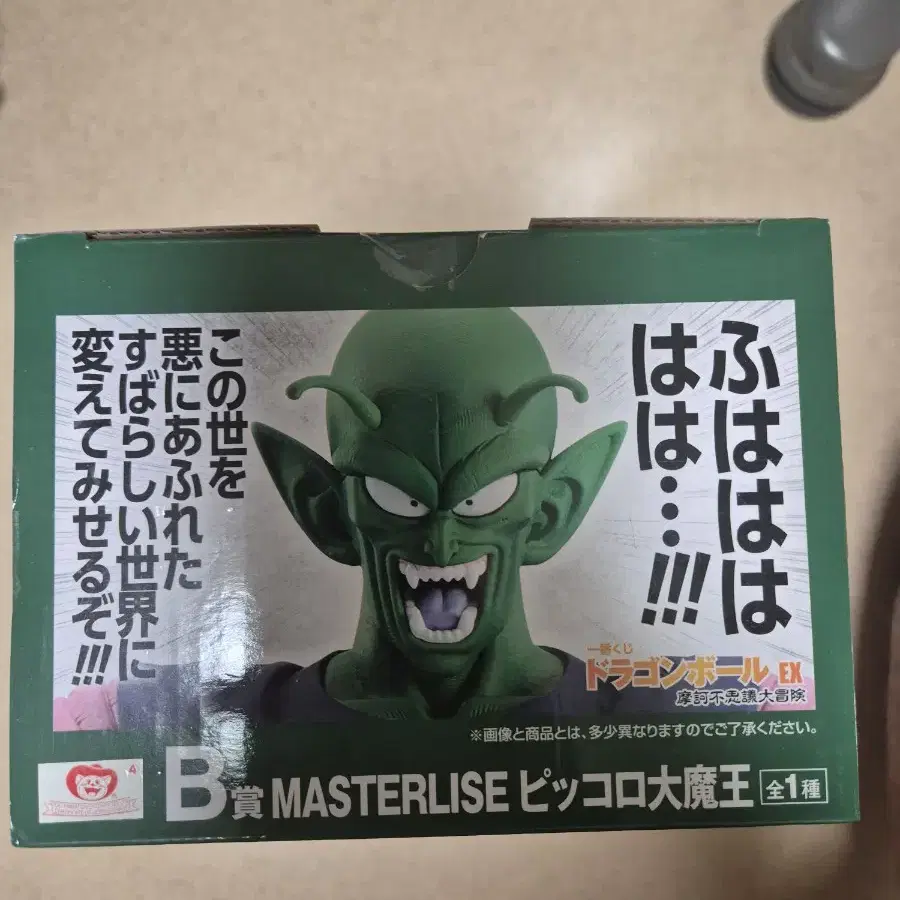 ふはははは
はは…!!!
この世を
悪にあふれた
すばらしい世界に
変えてみせるぞ!!!
一番くじ
ドラゴンボール EX
摩訶不思議大冒険
※画像と商品とは、多少異なりますのでご了承ください。
B賞 MASTERLISE ピッコロ大魔王 全1種